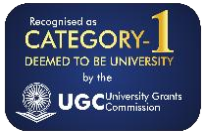 Recognised as
CATEGORY-1
DEEMED TO BE UNIVERSITY
by the
UGC University Grants
Commission